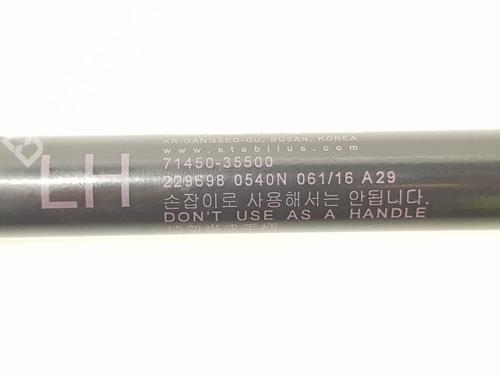 KR-GANGSEO-GU, BUSAN, KOREA
www.stabilus.com
LH
71450-35500
229698 0540N 061/16 A29
손잡이로 사용해서는 안됩니다.
DON'T USE AS A HANDLE